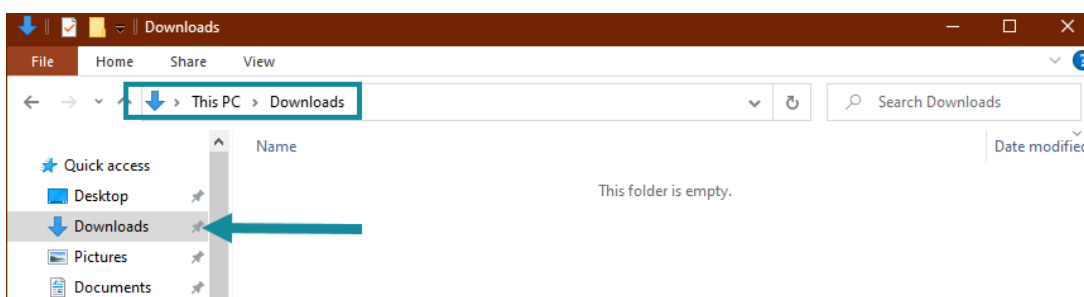 Downloads
File Home Share View
This PC > Downloads
Search Downloads
Name Date modified
Quick access
This folder is empty.
Desktop
Downloads
Pictures
Documents